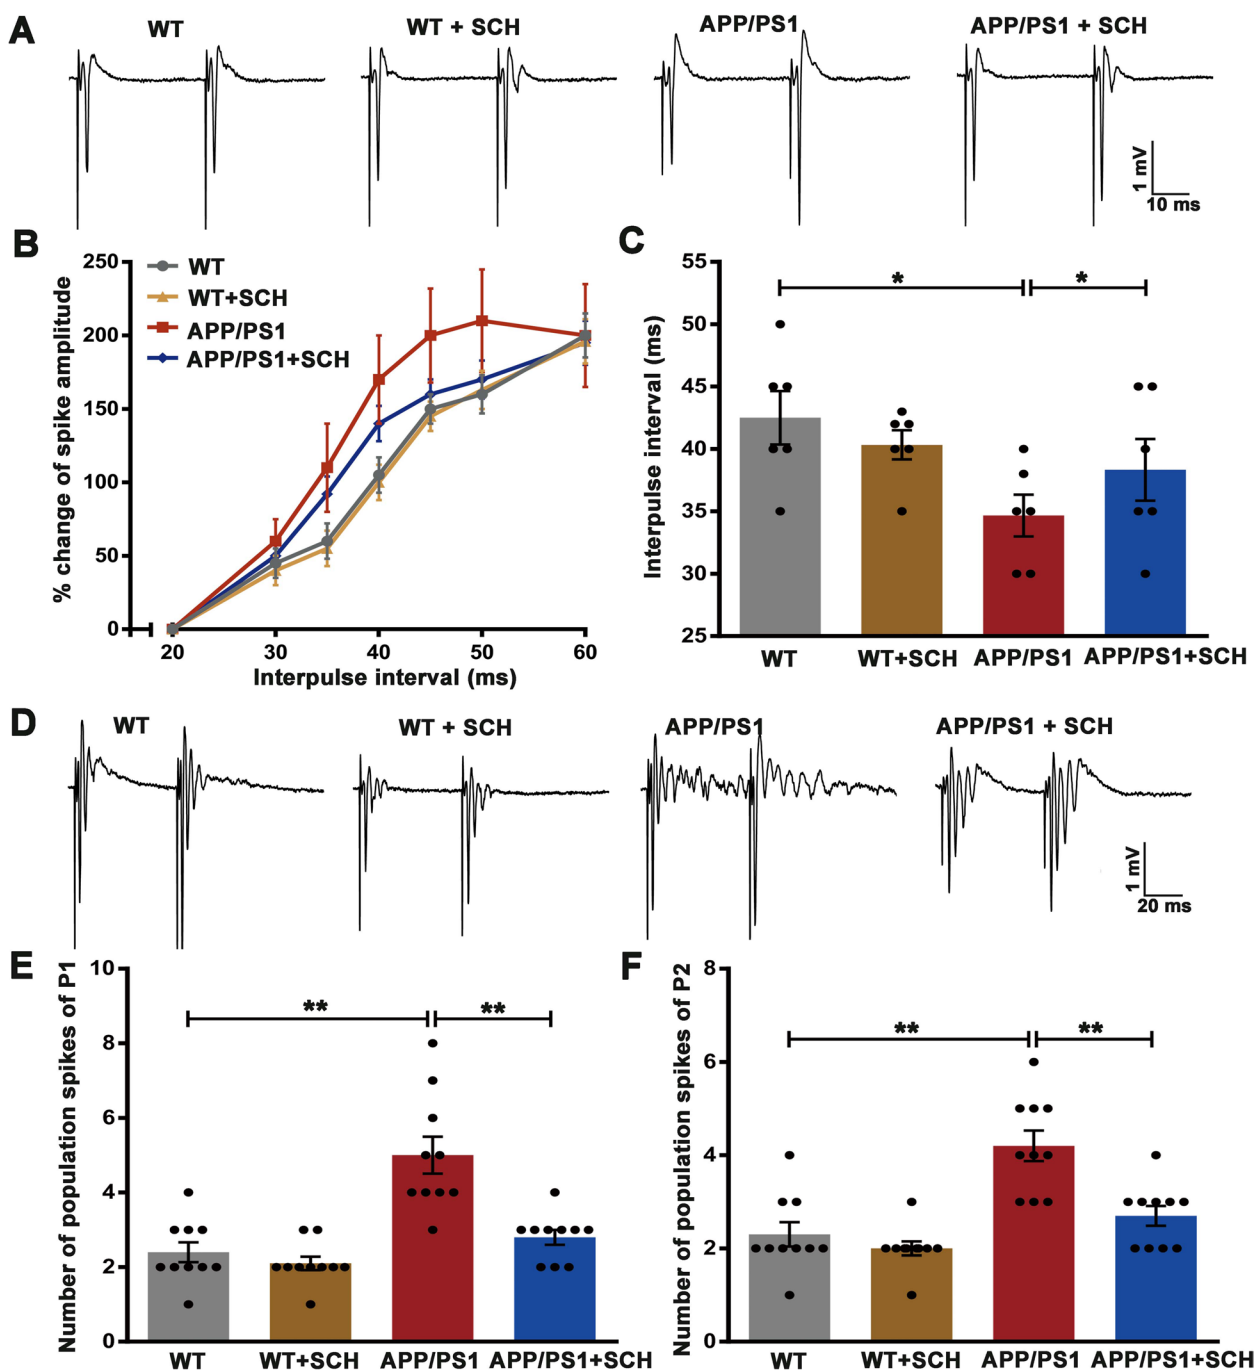 A
WT
WT + SCH
APP/PS1
APP/PS1 + SCH
1 mV
10 ms
B
% change of spike amplitude
250
200
150
100
50
0
WT
WT+SCH
APP/PS1
APP/PS1+SCH
20
30
40
50
60
Interpulse interval (ms)
C
Interpulse interval (ms)
55
50
45
40
35
30
25
*
*
WT
WT+SCH
APP/PS1
APP/PS1+SCH
D
WT
WT + SCH
APP/PS1
APP/PS1 + SCH
1 mV
20 ms
E
Number of population spikes of P1
10
8
6
4
2
0
**
**
WT
WT+SCH
APP/PS1
APP/PS1+SCH
F
Number of population spikes of P2
8
6
4
2
0
**
**
WT
WT+SCH
APP/PS1
APP/PS1+SCH